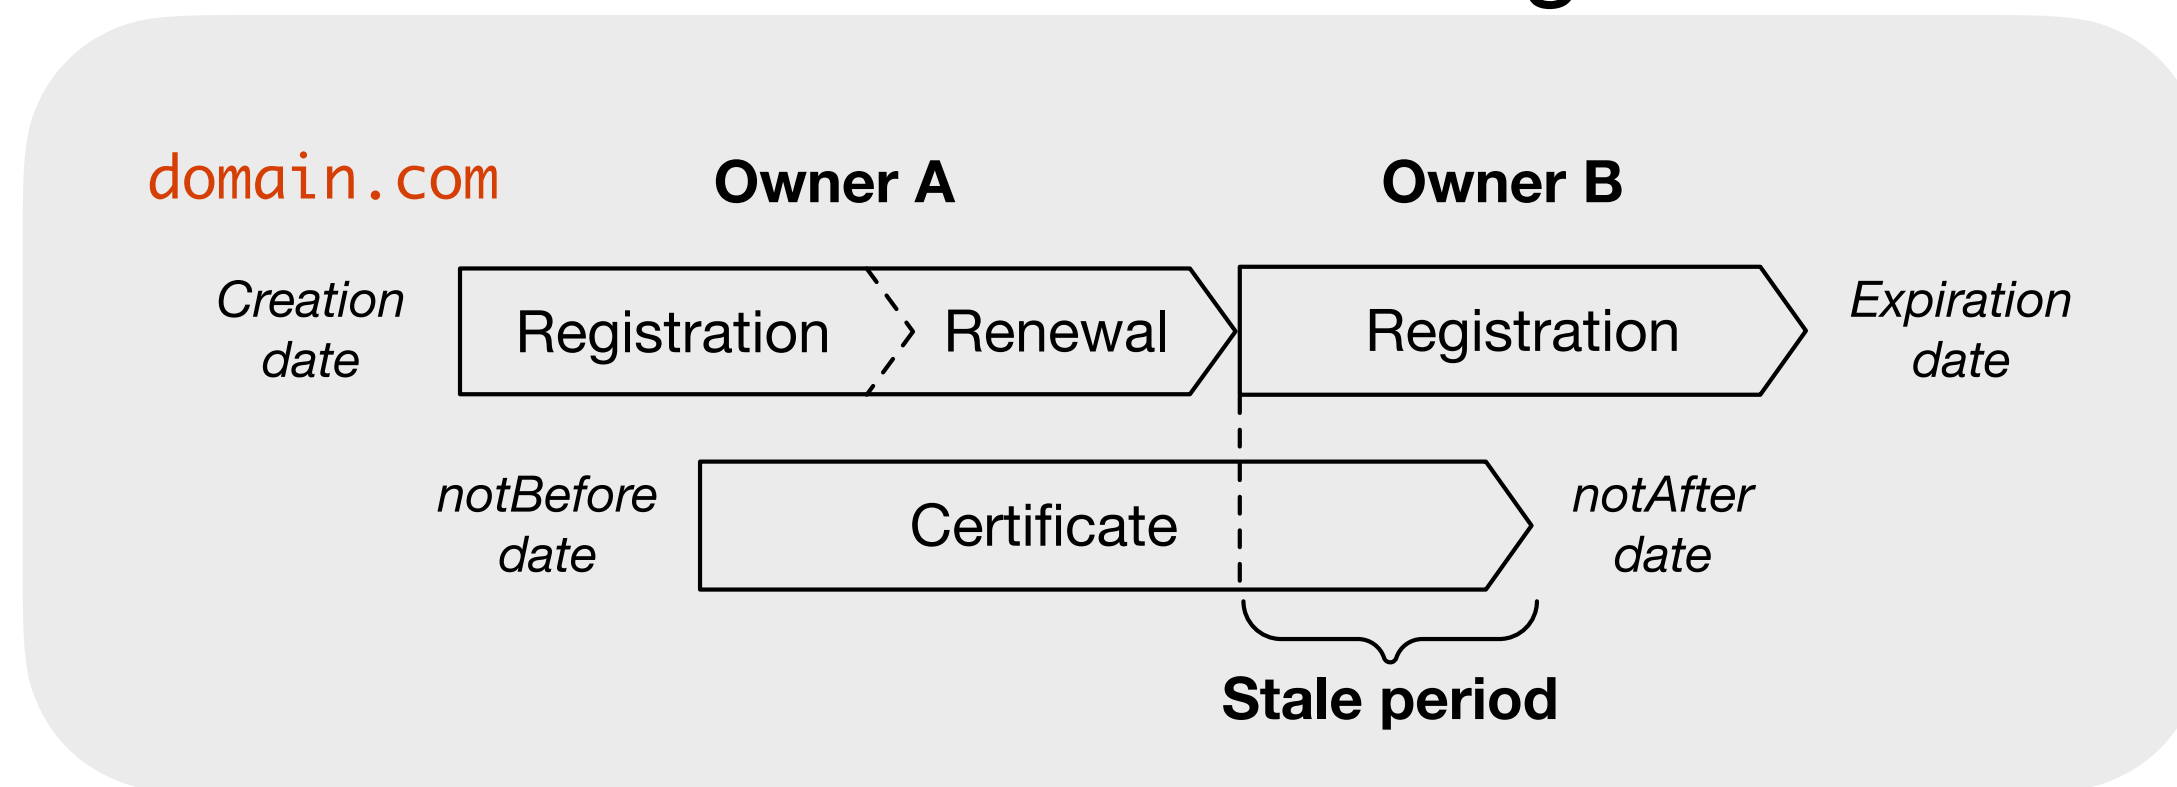 domain.com Owner A Owner B
Creation
date
Registration Renewal Registration
Expiration
date
notBefore
date
Certificate
notAfter
date
Stale period